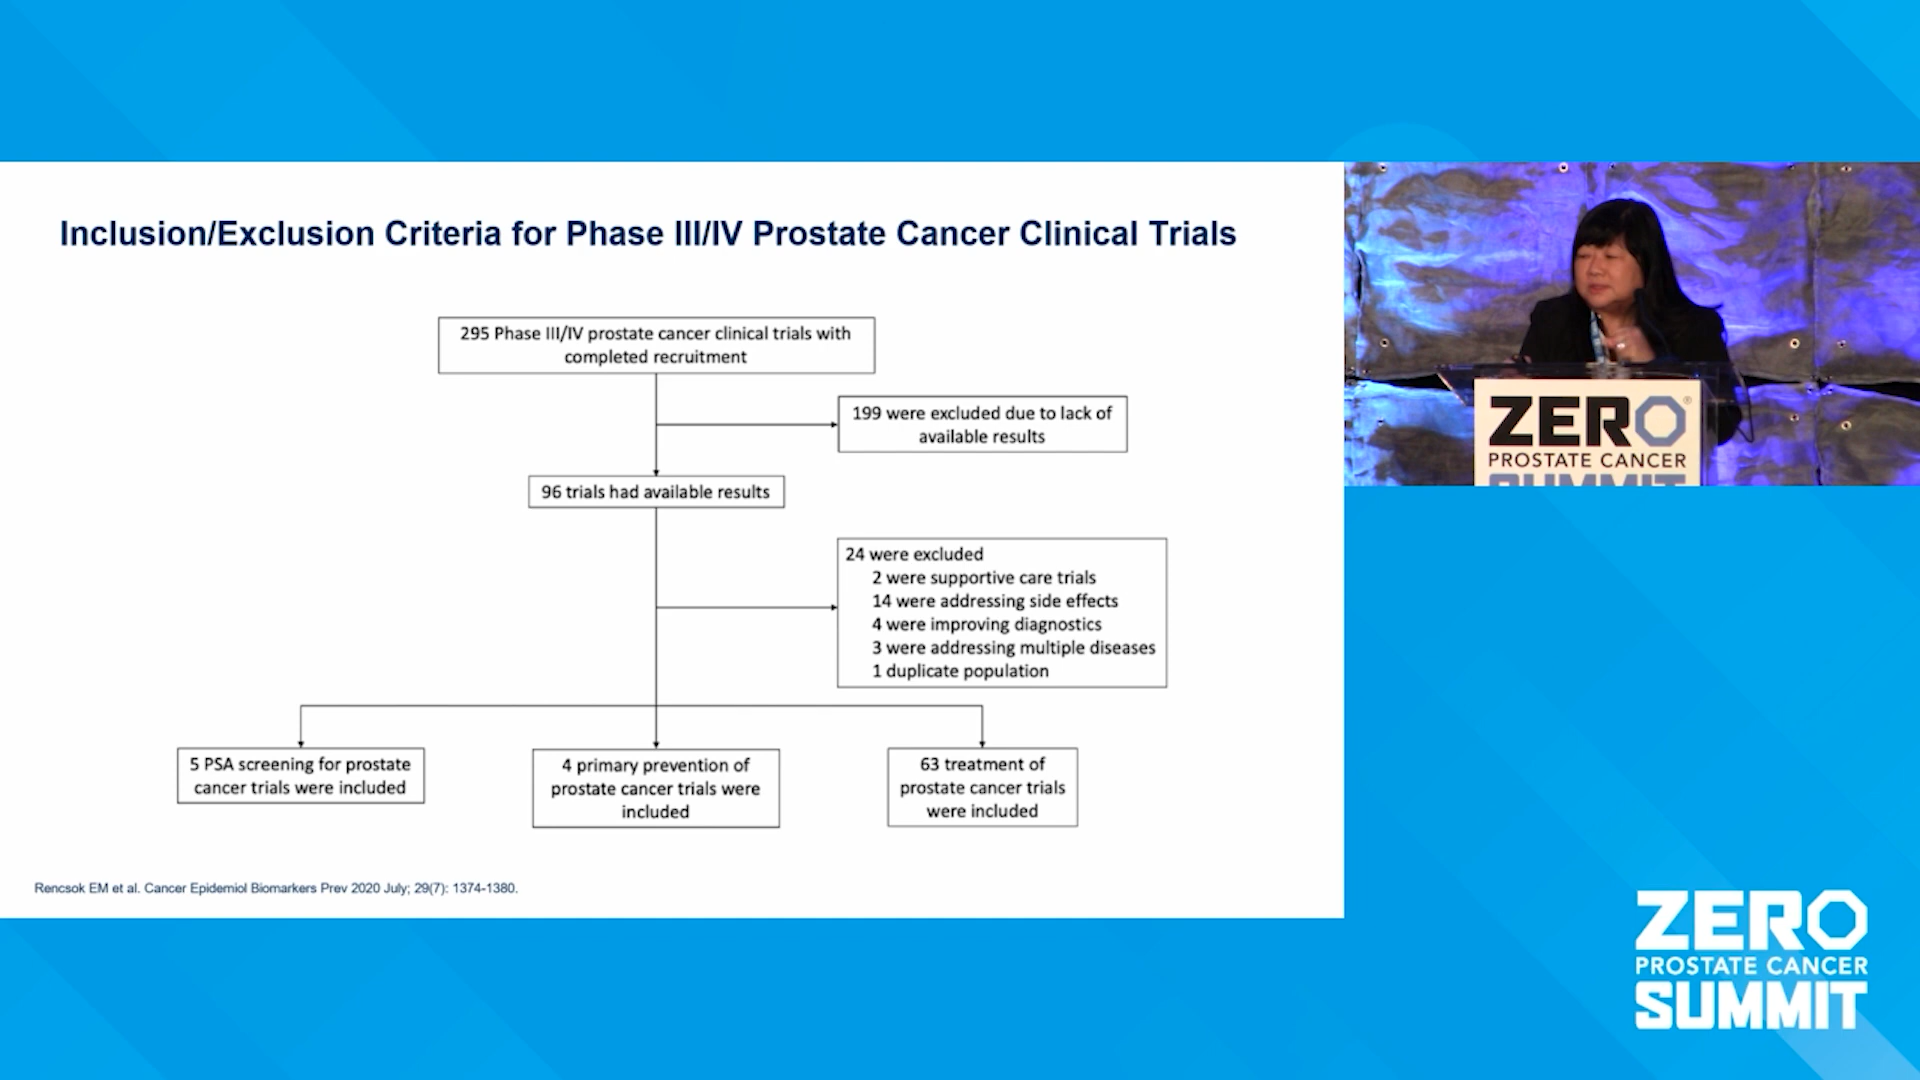 Inclusion/Exclusion Criteria for Phase III/IV Prostate Cancer Clinical Trials
295 Phase III/IV prostate cancer clinical trials with
completed recruitment
199 were excluded due to lack of
available results
96 trials had available results
24 were excluded
2 were supportive care trials
14 were addressing side effects
4 were improving diagnostics
3 were addressing multiple diseases
1 duplicate population
5 PSA screening for prostate
cancer trials were included
4 primary prevention of
prostate cancer trials were
included
63 treatment of
prostate cancer trials
were included
Rencsok EM et al. Cancer Epidemiol Biomarkers Prev 2020 July; 29(7): 1374-1380.
ZERO®
PROSTATE CANCER
SUMMIT
ZERO
PROSTATE CANCER
SUMMIT